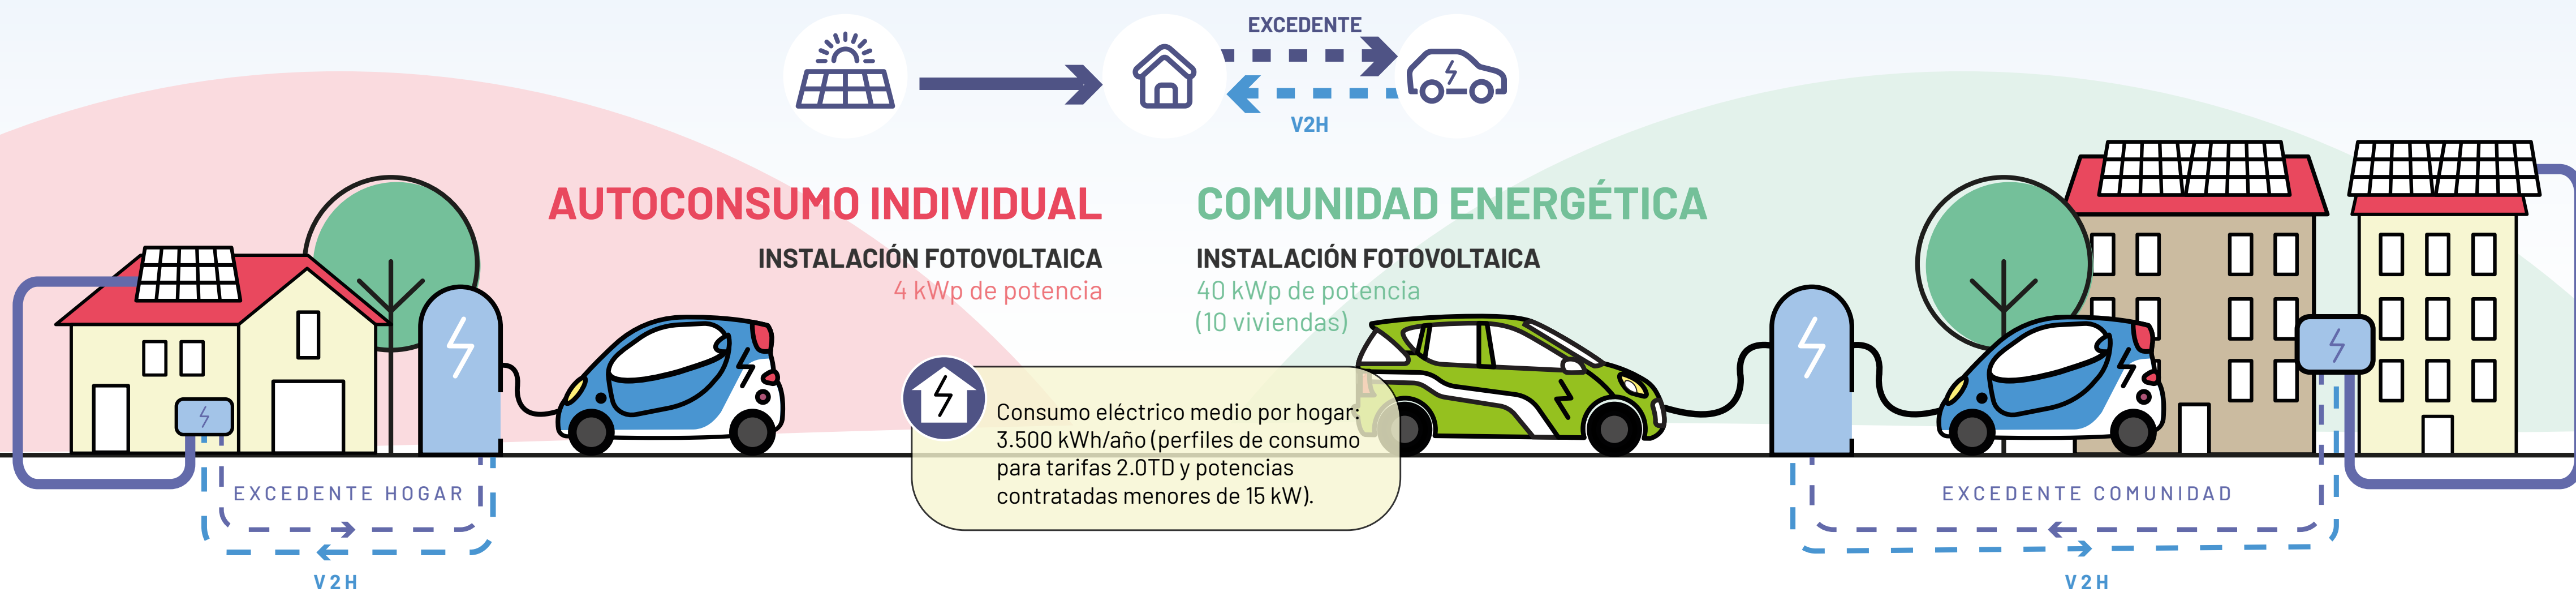 EXCEDENTE
V2H
AUTOCONSUMO INDIVIDUAL
INSTALACIÓN FOTOVOLTAICA
4 kWp de potencia
COMUNIDAD ENERGÉTICA
INSTALACIÓN FOTOVOLTAICA
40 kWp de potencia
(10 viviendas)
Consumo eléctrico medio por hogar:
3.500 kWh/año (perfiles de consumo
para tarifas 2.0TD y potencias
contratadas menores de 15 kW).
EXCEDENTE HOGAR
V2H
EXCEDENTE COMUNIDAD
V2H